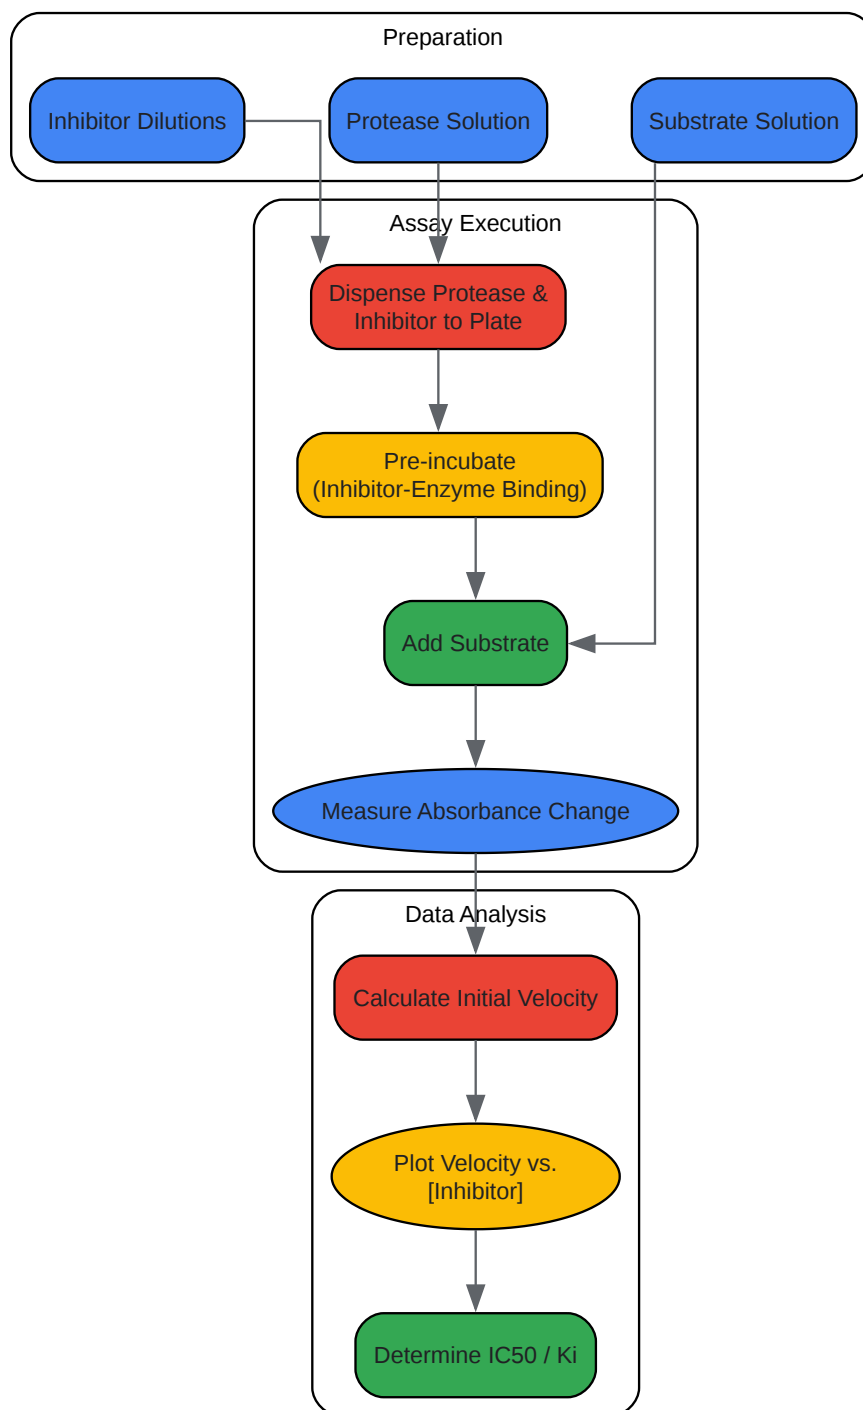 Preparation
Inhibitor Dilutions
Protease Solution
Substrate Solution
Assay Execution
Dispense Protease &
Inhibitor to Plate
Pre-incubate
(Inhibitor-Enzyme Binding)
Add Substrate
Measure Absorbance Change
Data Analysis
Calculate Initial Velocity
Plot Velocity vs.
[Inhibitor]
Determine IC50 / Ki